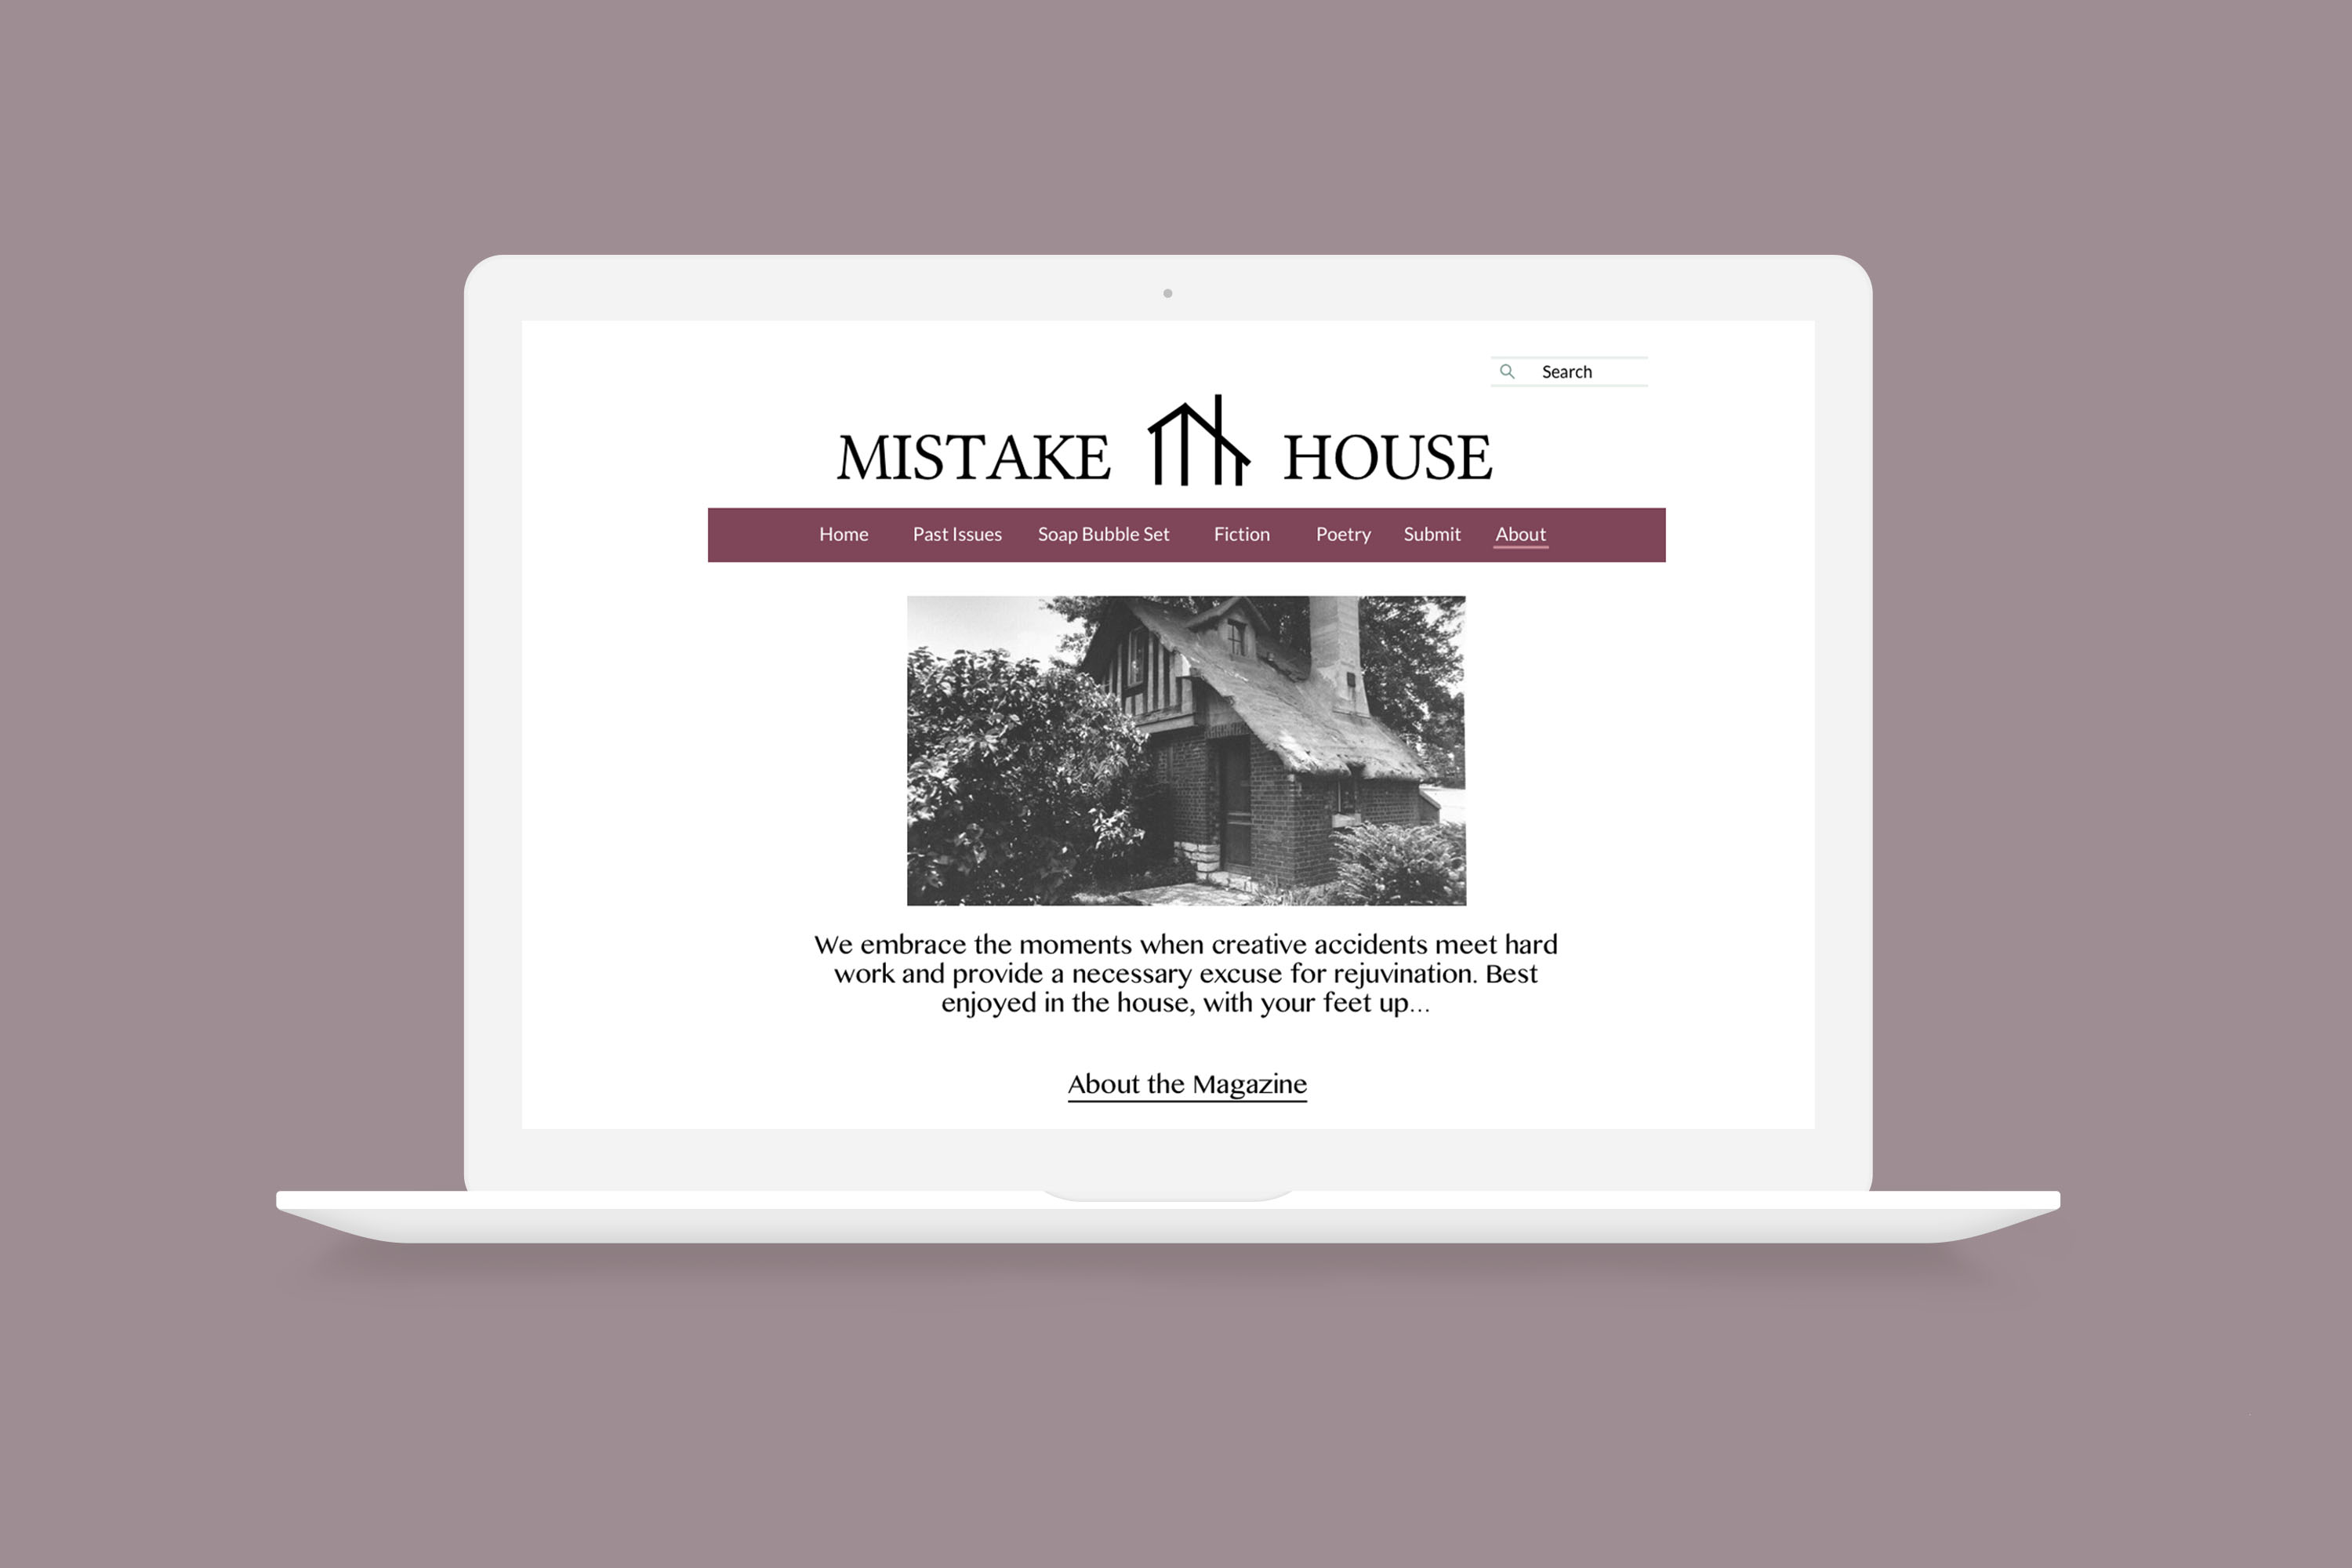 Search
MISTAKE HOUSE
Home Past Issues Soap Bubble Set Fiction Poetry Submit About
We embrace the moments when creative accidents meet hard
work and provide a necessary excuse for rejuvination. Best
enjoyed in the house, with your feet up...
About the Magazine